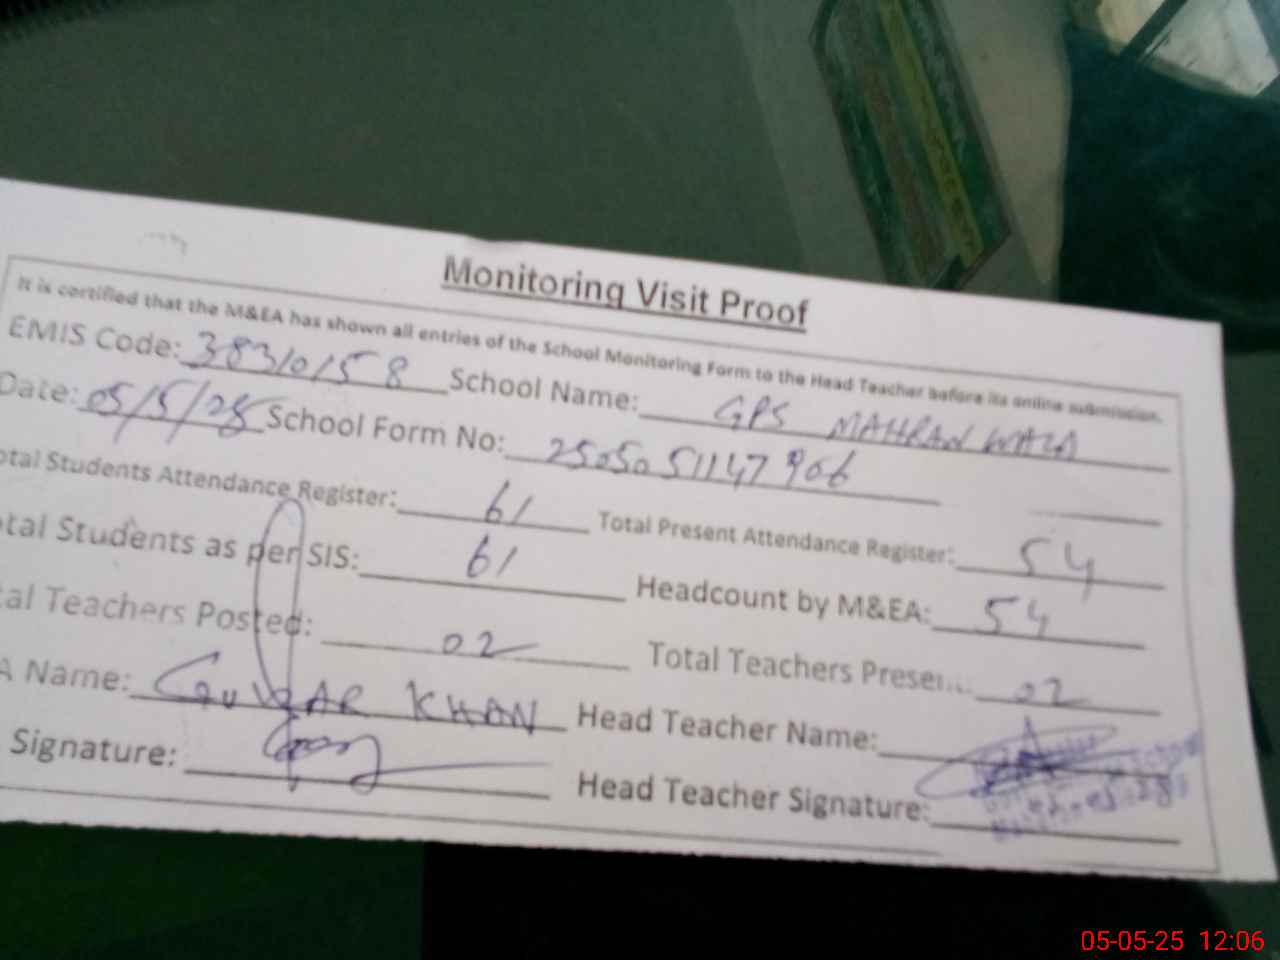 Monitoring Visit Proof
It is certified that the M&EA has shown all entries of the School Monitoring Form to the Head Teacher before its online submission.
EMIS Code: 38310158 School Name: GPS MAHRAN WALA
Date: 05/5/25 School Form No: 2505051147906
otal Students Attendance Register: 61 Total Present Attendance Register: 54
tal Students as per SIS: 61 Headcount by M&EA: 54
al Teachers Posted: 02 Total Teachers Present: 02
A Name: KHAN Head Teacher Name:
Signature: Head Teacher Signature:
05-05-25 12:06